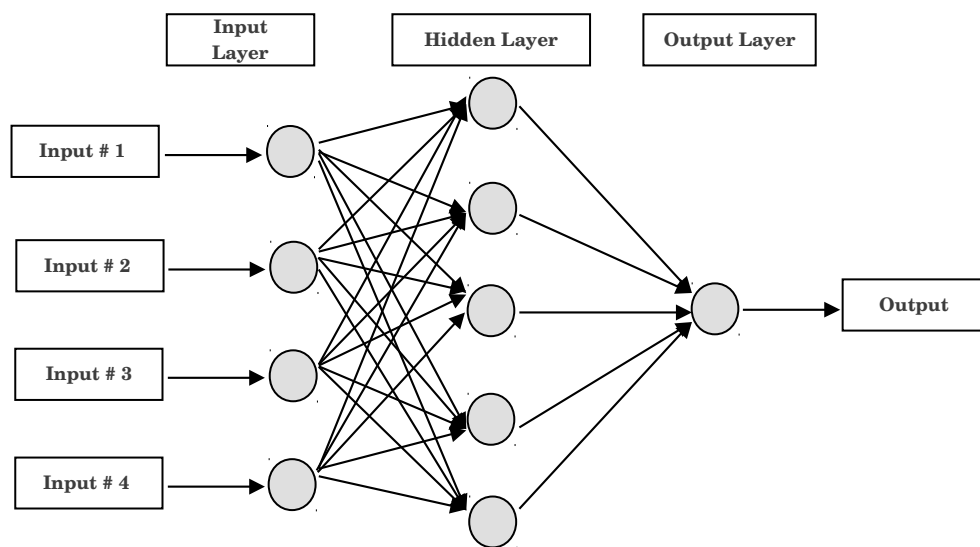 Input
Layer
Hidden Layer
Output Layer
Input # 1
Input # 2
Input # 3
Input # 4
Output